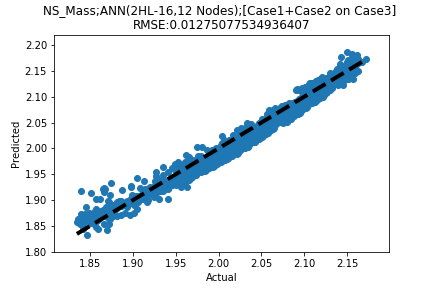 NS_Mass;ANN(2HL-16,12 Nodes);[Case1+Case2 on Case3]
RMSE:0.01275077534936407
2.20
2.15
2.10
2.05
2.00
1.95
1.90
1.85
1.80
Predicted
1.85 1.90 1.95 2.00 2.05 2.10 2.15
Actual